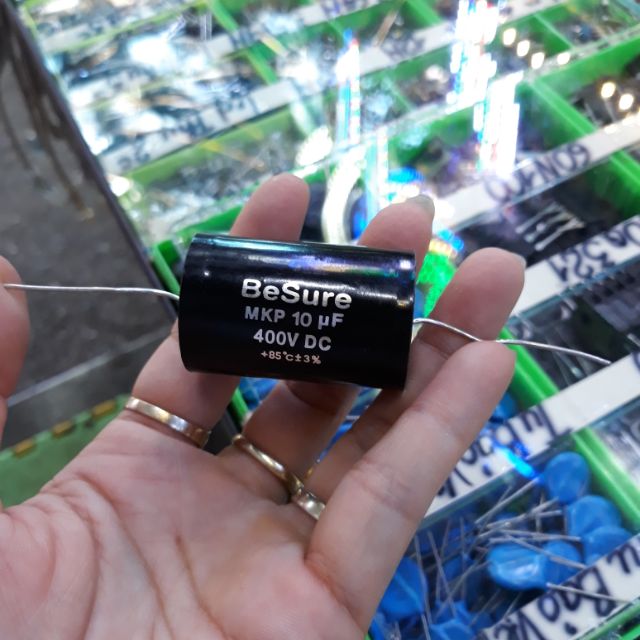 BeSure
MKP 10 µF
400V DC
+85°c±3%